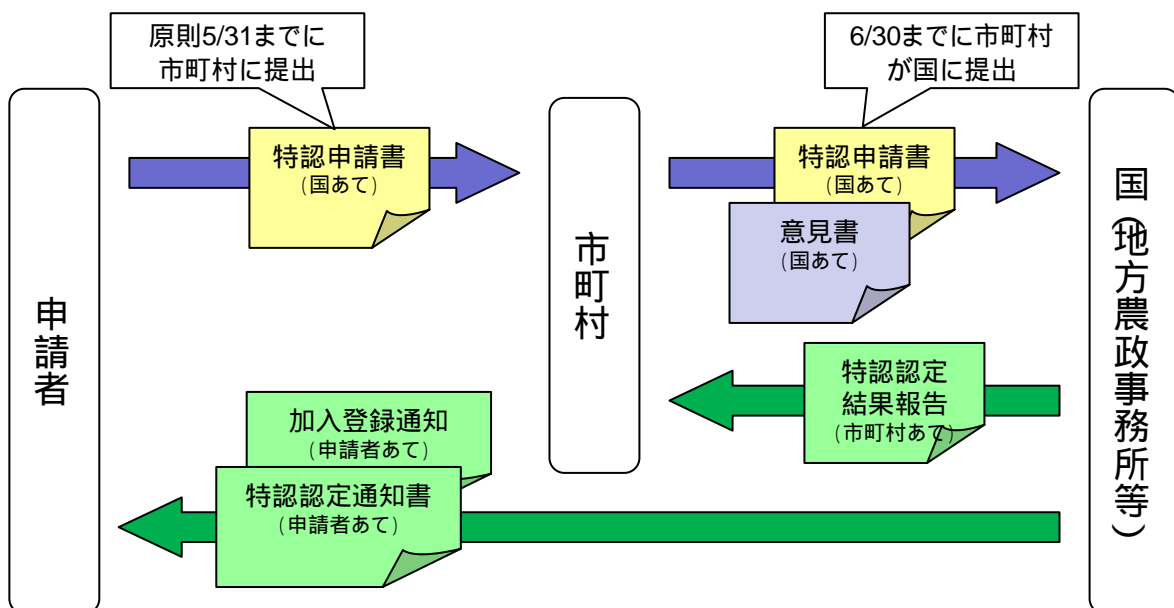 原則5/31までに
市町村に提出
6/30までに市町村
が国に提出
申請者
特認申請書
(国あて)
市町村
特認申請書
(国あて)
意見書
(国あて)
国(地方農政事務所等)
特認認定
結果報告
(市町村あて)
加入登録通知
(申請者あて)
特認認定通知書
(申請者あて)